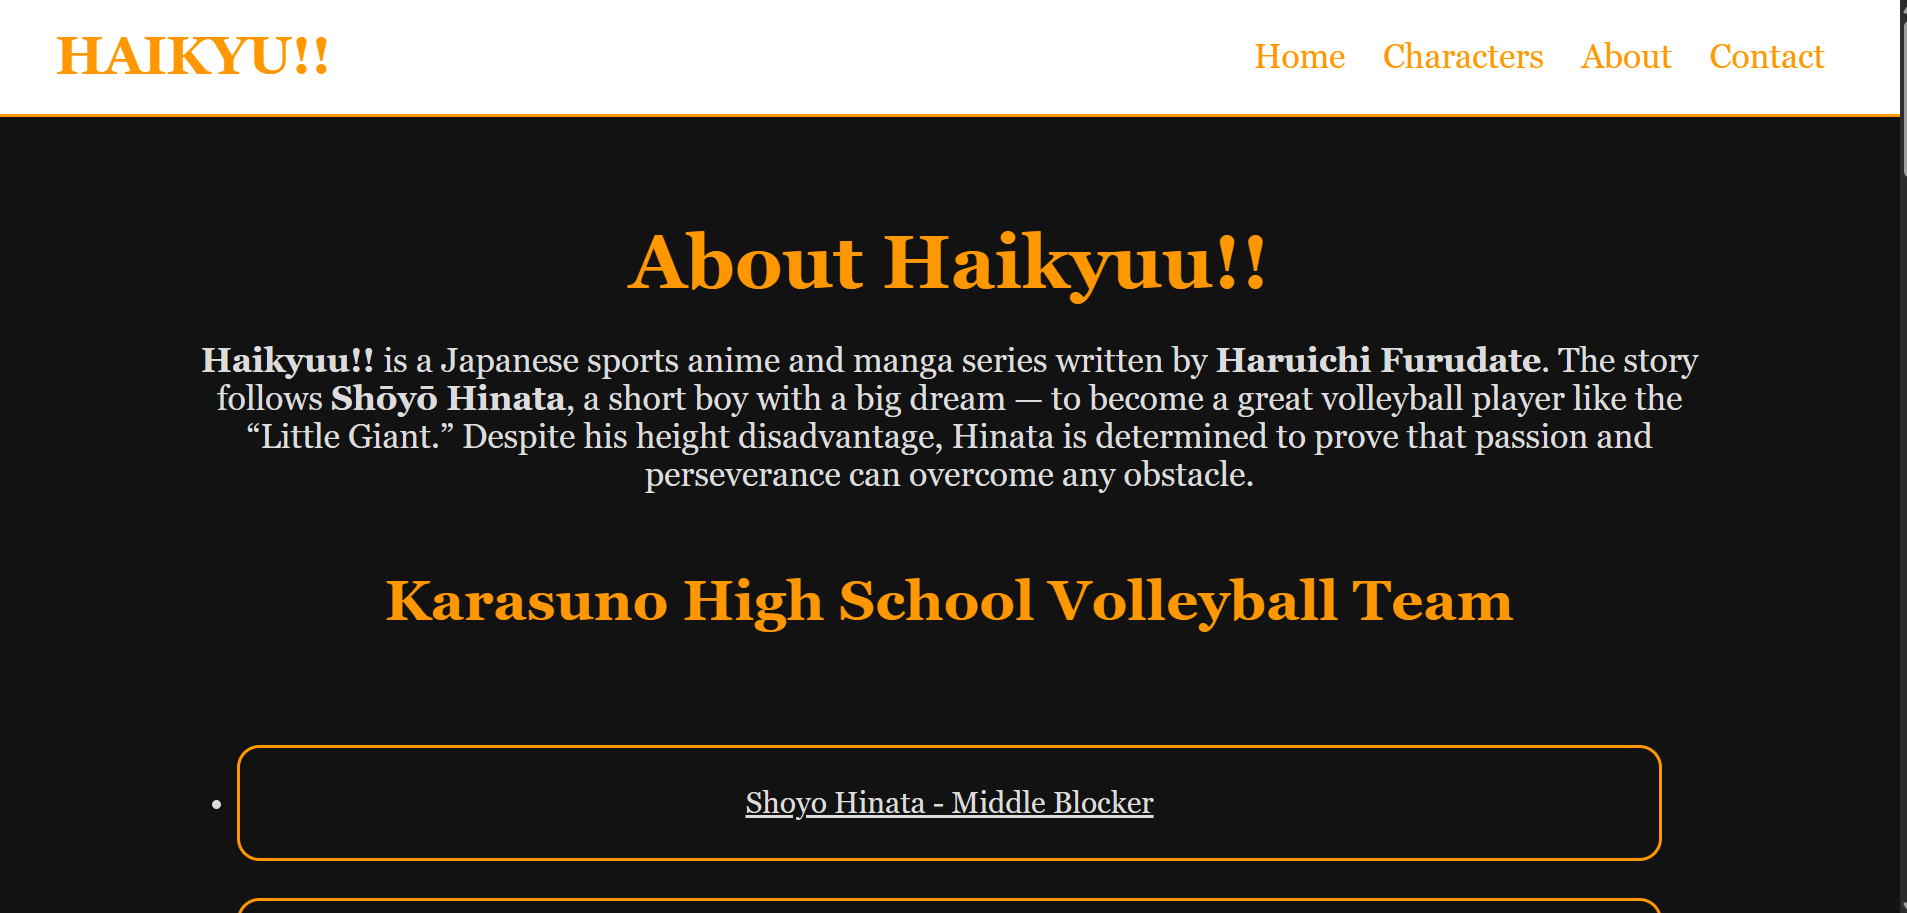 HAIKYU!!
Home Characters About Contact
About Haikyuu!!
Haikyuu!! is a Japanese sports anime and manga series written by Haruichi Furudate. The story
follows Shōyō Hinata, a short boy with a big dream — to become a great volleyball player like the
“Little Giant.” Despite his height disadvantage, Hinata is determined to prove that passion and
perseverance can overcome any obstacle.
Karasuno High School Volleyball Team
Shoyo Hinata - Middle Blocker